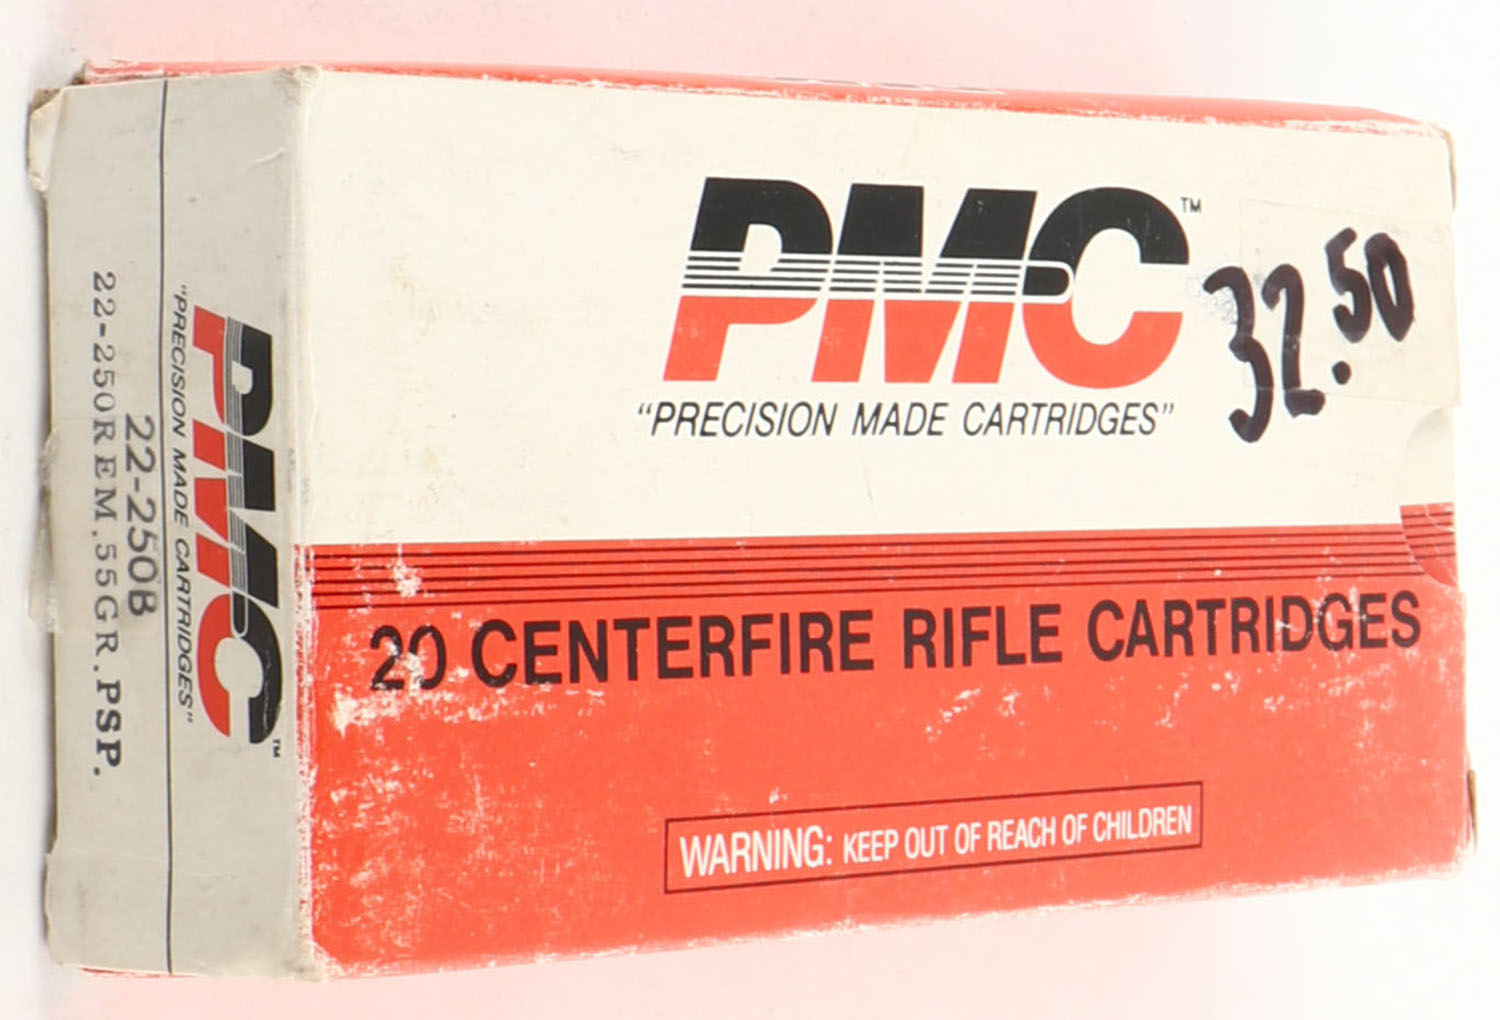 PMC™
"PRECISION MADE CARTRIDGES"
32.50
20 CENTERFIRE RIFLE CARTRIDGES
WARNING: KEEP OUT OF REACH OF CHILDREN
PMC™
"PRECISION MADE CARTRIDGES"
22-250B
22-250REM.55GR.PSP.